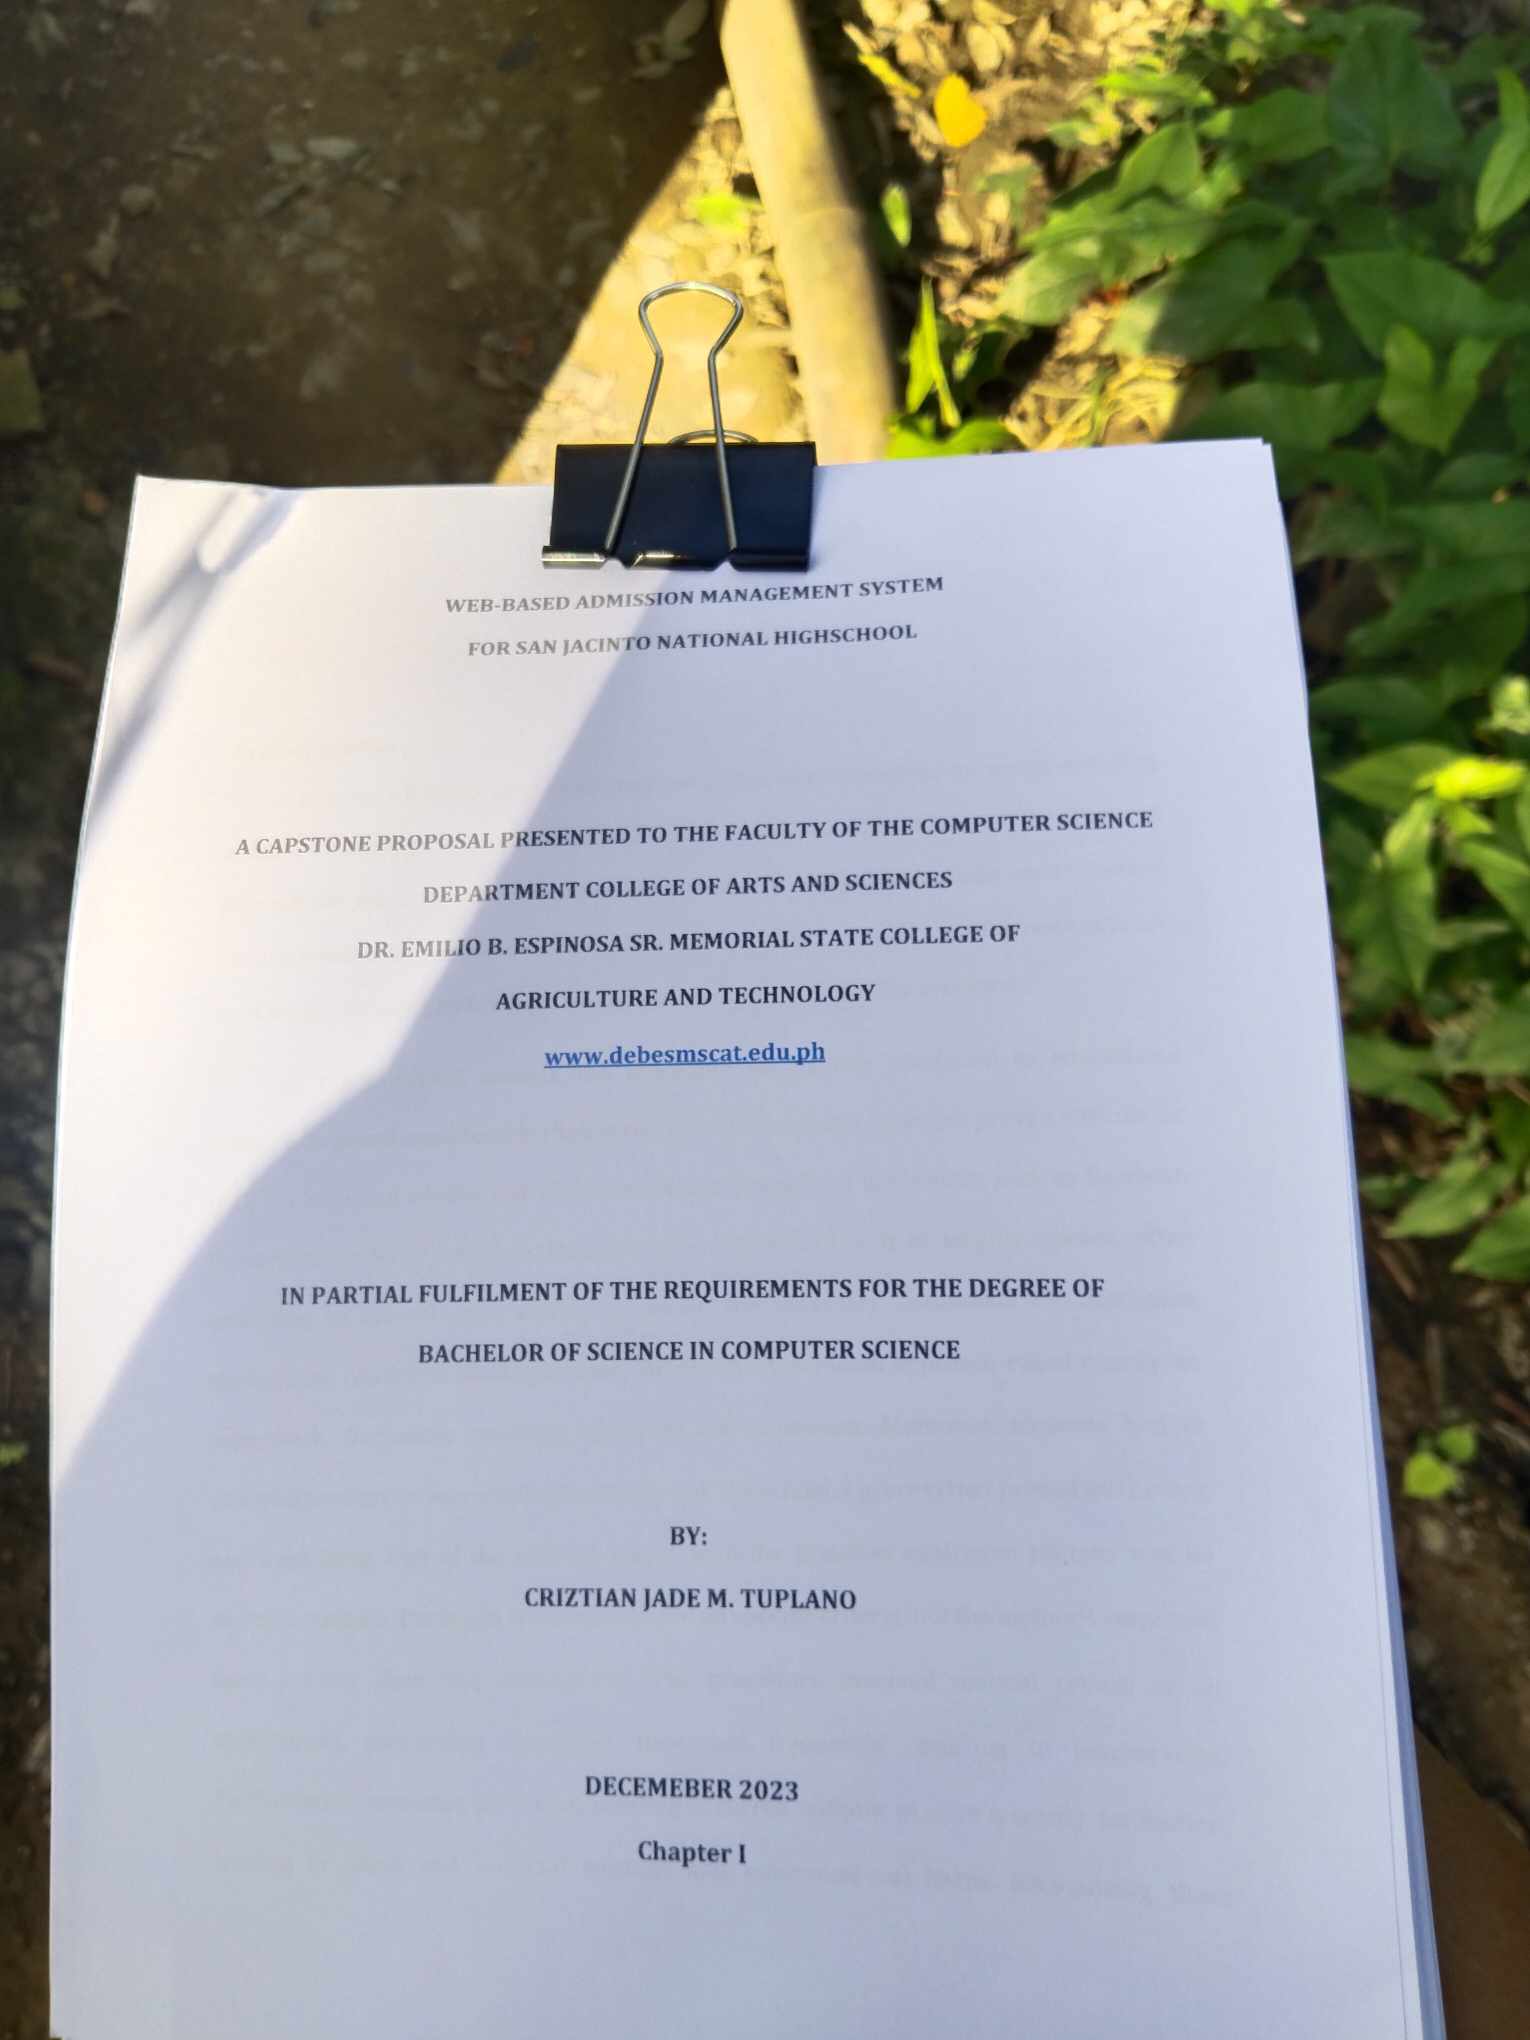 WEB-BASED ADMISSION MANAGEMENT SYSTEM
FOR SAN JACINTO NATIONAL HIGHSCHOOL
A CAPSTONE PROPOSAL PRESENTED TO THE FACULTY OF THE COMPUTER SCIENCE
DEPARTMENT COLLEGE OF ARTS AND SCIENCES
DR. EMILIO B. ESPINOSA SR. MEMORIAL STATE COLLEGE OF
AGRICULTURE AND TECHNOLOGY
www.debesmscat.edu.ph
IN PARTIAL FULFILMENT OF THE REQUIREMENTS FOR THE DEGREE OF
BACHELOR OF SCIENCE IN COMPUTER SCIENCE
BY:
CRIZTIAN JADE M. TUPLANO
DECEMEBER 2023
Chapter I